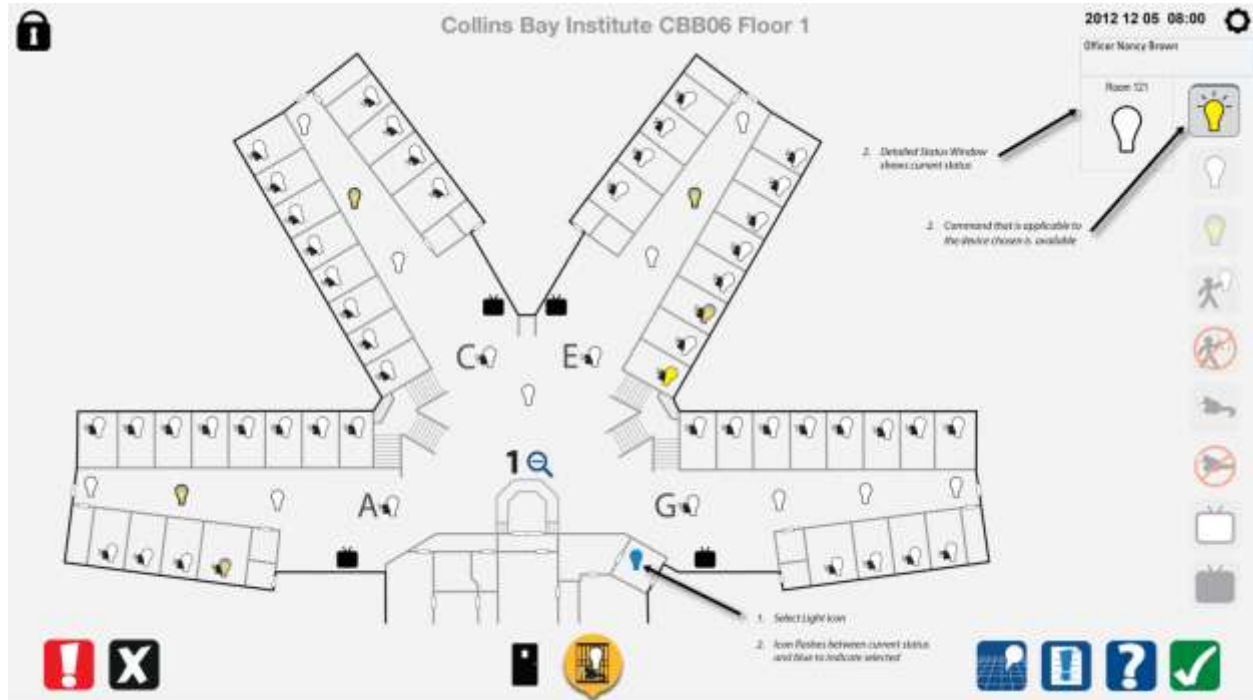 Collins Bay Institute CBB06 Floor 1
2012 12 05 08:00
Officer Nancy Brown
Room 121
2. Detailed Status Window
shows current status
2. Command that is applicable to
the device chosen is available
C
E
1
A
G
1. Select Light icon
2. Icon flashes between current status
and blue to indicate selected